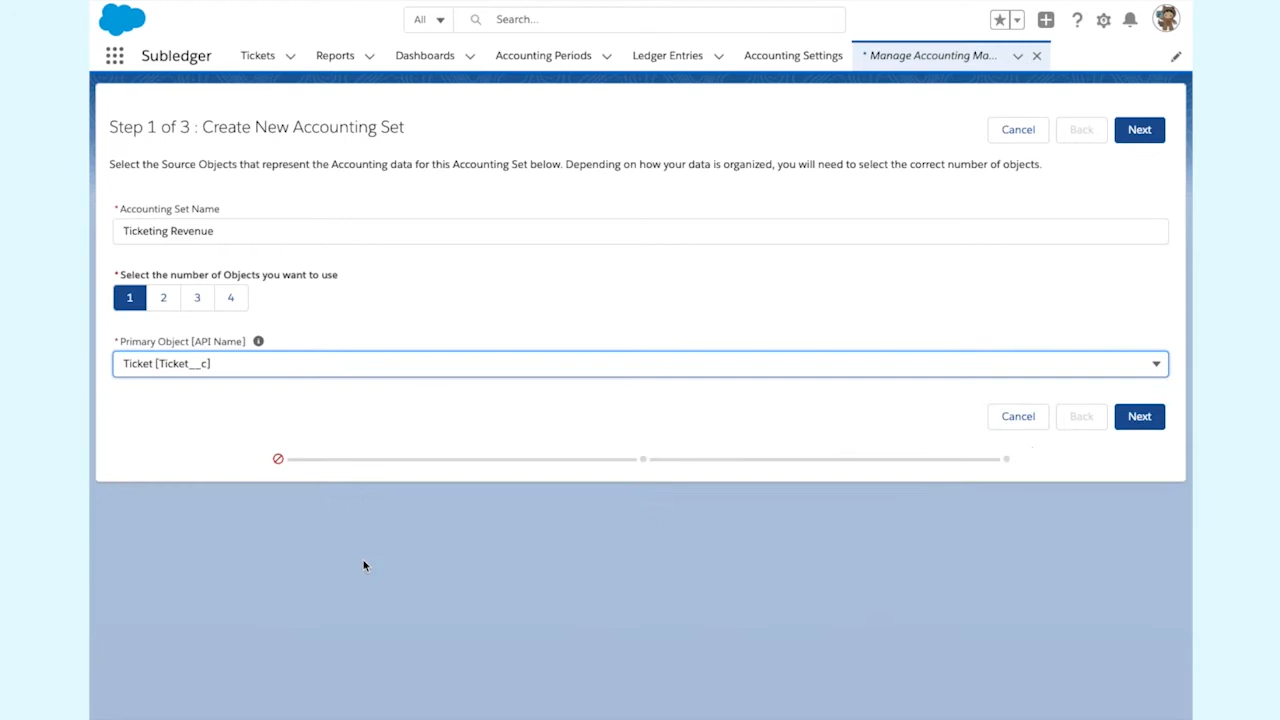 All
Search...
Subledger
Tickets
Reports
Dashboards
Accounting Periods
Ledger Entries
Accounting Settings
* Manage Accounting Ma...
Step 1 of 3 : Create New Accounting Set
Cancel
Back
Next
Select the Source Objects that represent the Accounting data for this Accounting Set below. Depending on how your data is organized, you will need to select the correct number of objects.
*Accounting Set Name
Ticketing Revenue
*Select the number of Objects you want to use
1 2 3 4
*Primary Object [API Name]
Ticket [Ticket__c]
Cancel
Back
Next